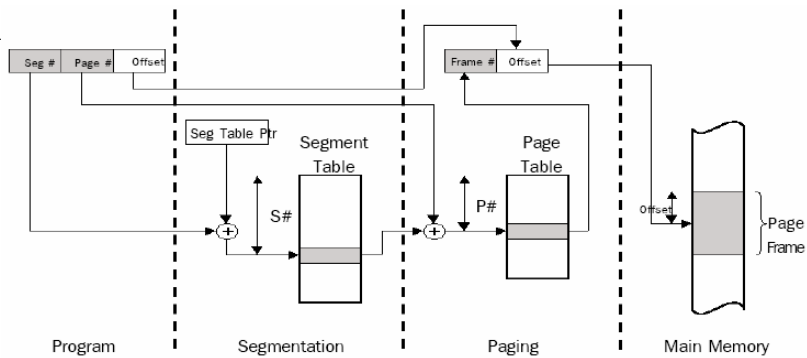 Seg # Page # Offset
Frame # Offset
Seg Table Ptr
Segment
Table
Page
Table
S#
P#
Offset
Page
Frame
Program
Segmentation
Paging
Main Memory